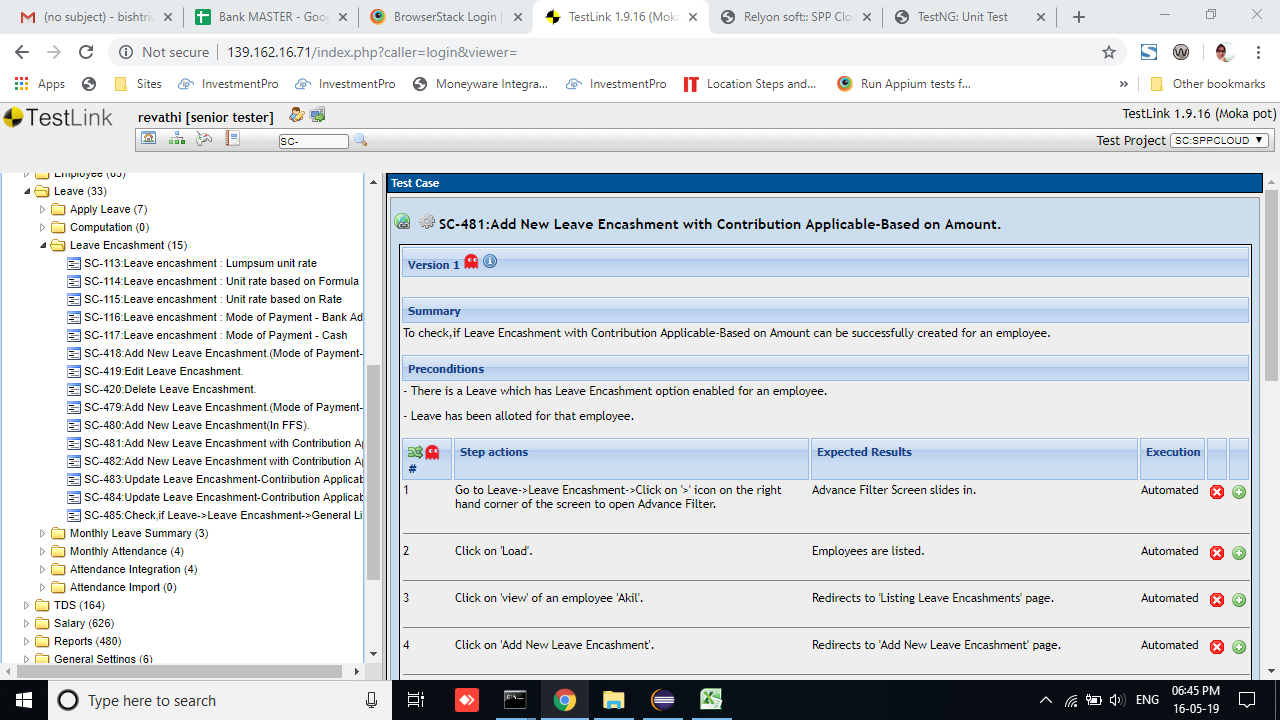 (no subject) - bishtriv
Bank MASTER - Goo
BrowserStack Login |
TestLink 1.9.16 (Moka
Relyon soft:: SPP Clo
TestNG: Unit Test
Not secure
139.162.16.71/index.php?caller=login&viewer=
Apps
Sites
InvestmentPro
InvestmentPro
Moneyware Integra...
InvestmentPro
Location Steps and...
Run Appium tests f...
»
Other bookmarks
TestLink
revathi [senior tester]
TestLink 1.9.16 (Moka pot)
SC-
Test Project
SC:SPPCLOUD
Employee (65)
Leave (33)
Apply Leave (7)
Computation (0)
Leave Encashment (15)
SC-113:Leave encashment : Lumpsum unit rate
SC-114:Leave encashment : Unit rate based on Formula
SC-115:Leave encashment : Unit rate based on Rate
SC-116:Leave encashment : Mode of Payment - Bank Ad
SC-117:Leave encashment : Mode of Payment - Cash
SC-418:Add New Leave Encashment.(Mode of Payment-
SC-419:Edit Leave Encashment.
SC-420:Delete Leave Encashment.
SC-479:Add New Leave Encashment.(Mode of Payment-
SC-480:Add New Leave Encashment(In FFS).
SC-481:Add New Leave Encashment with Contribution Ap
SC-482:Add New Leave Encashment with Contribution Ap
SC-483:Update Leave Encashment-Contribution Applicab
SC-484:Update Leave Encashment-Contribution Applicab
SC-485:Check,if Leave->Leave Encashment->General Li
Monthly Leave Summary (3)
Monthly Attendance (4)
Attendance Integration (4)
Attendance Import (0)
TDS (164)
Salary (626)
Reports (480)
General Settings (6)
Test Case
SC-481:Add New Leave Encashment with Contribution Applicable-Based on Amount.
Version 1
Summary
To check,if Leave Encashment with Contribution Applicable-Based on Amount can be successfully created for an employee.
Preconditions
- There is a Leave which has Leave Encashment option enabled for an employee.
- Leave has been alloted for that employee.
# Step actions Expected Results Execution
1 Go to Leave->Leave Encashment->Click on '>' icon on the right Advance Filter Screen slides in. Automated
hand corner of the screen to open Advance Filter.
2 Click on 'Load'. Employees are listed. Automated
3 Click on 'view' of an employee 'Akil'. Redirects to 'Listing Leave Encashments' page. Automated
4 Click on 'Add New Leave Encashment'. Redirects to 'Add New Leave Encashment' page. Automated
Type here to search
ENG
06:45 PM
16-05-19